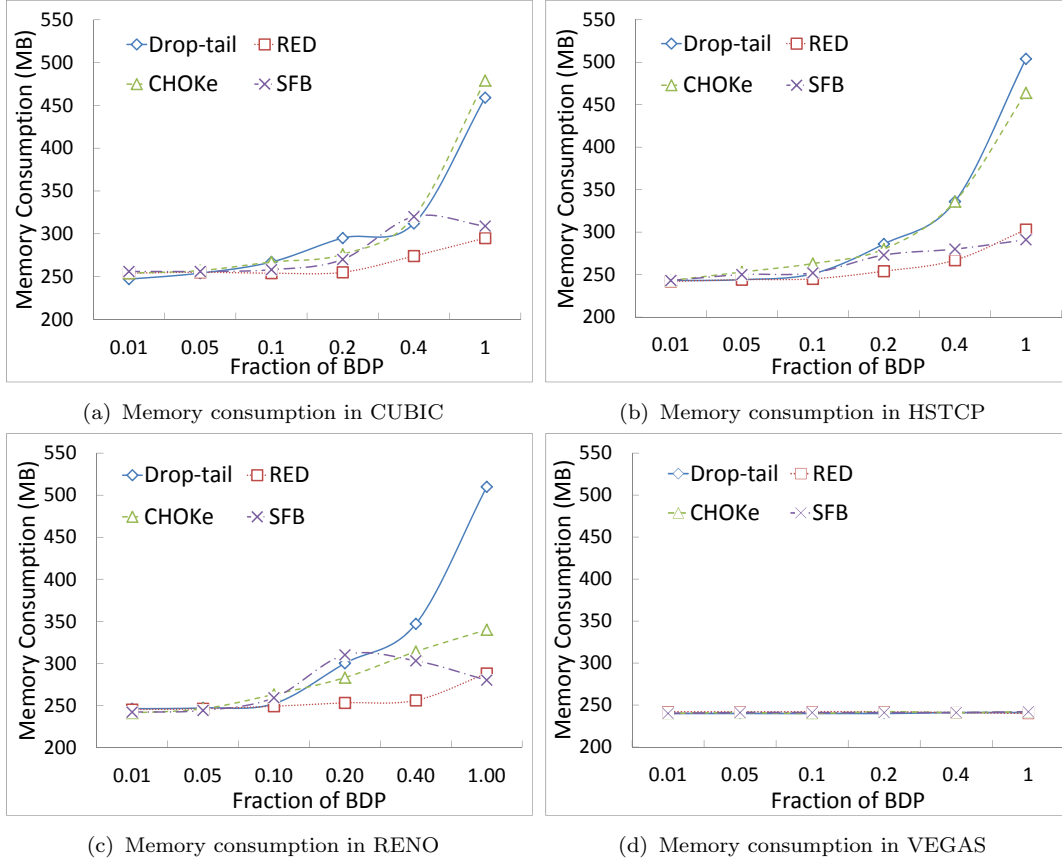 Memory Consumption (MB)
550
500
450
400
350
300
250
200
Drop-tail
RED
CHOKe
SFB
0.01 0.05 0.1 0.2 0.4 1
Fraction of BDP
(a) Memory consumption in CUBIC
Memory Consumption (MB)
550
500
450
400
350
300
250
200
Drop-tail
RED
CHOKe
SFB
0.01 0.05 0.1 0.2 0.4 1
Fraction of BDP
(b) Memory consumption in HSTCP
Memory Consumption (MB)
550
500
450
400
350
300
250
200
Drop-tail
RED
CHOKe
SFB
0.01 0.05 0.10 0.20 0.40 1.00
Fraction of BDP
(c) Memory consumption in RENO
Memory Consumption (MB)
550
500
450
400
350
300
250
200
Drop-tail
RED
CHOKe
SFB
0.01 0.05 0.1 0.2 0.4 1
Fraction of BDP
(d) Memory consumption in VEGAS